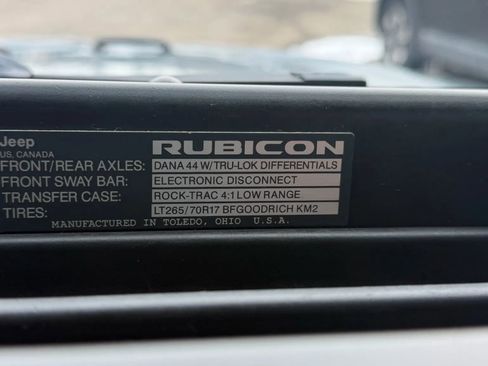 Jeep RUBICON
US, CANADA
FRONT/REAR AXLES: DANA 44 W/TRU-LOK DIFFERENTIALS
FRONT SWAY BAR: ELECTRONIC DISCONNECT
TRANSFER CASE: ROCK-TRAC 4:1 LOW RANGE
TIRES: LT265/70R17 BFGOODRICH KM2
MANUFACTURED IN TOLEDO, OHIO U.S.A.